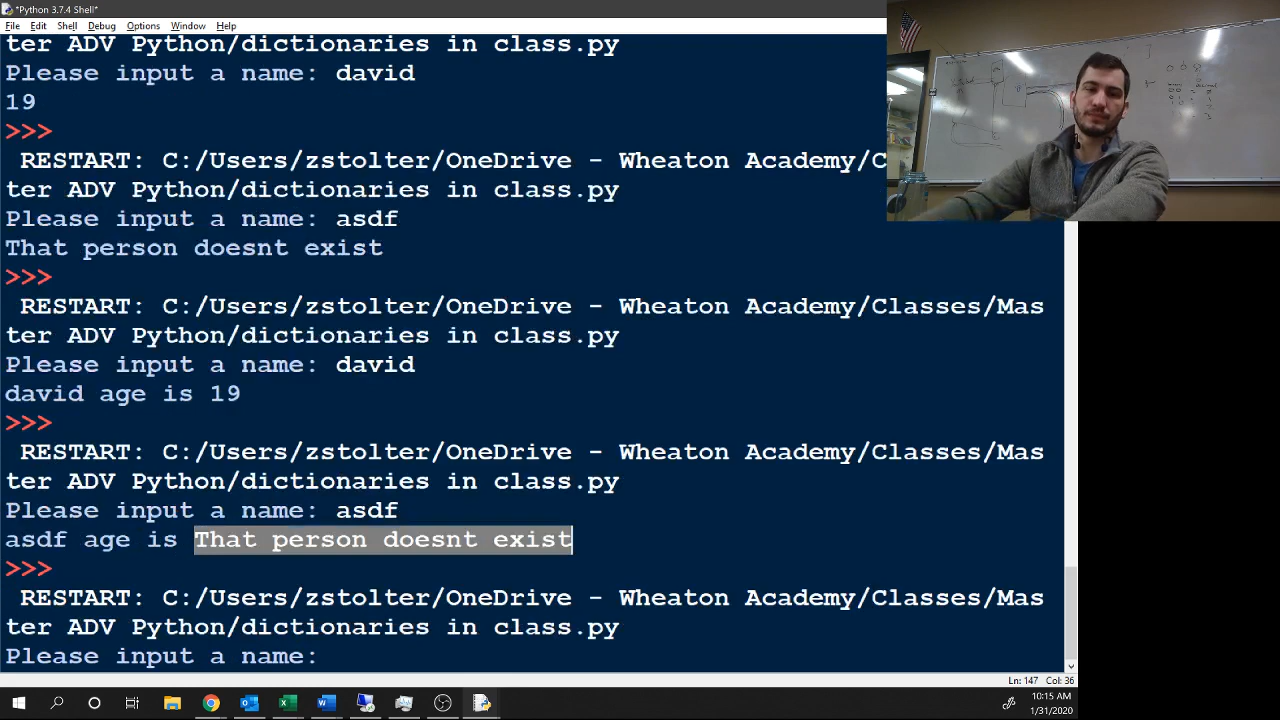 *Python 3.7.4 Shell*
File Edit Shell Debug Options Window Help
ter ADV Python/dictionaries in class.py
Please input a name: david
19
>>>
RESTART: C:/Users/zstolter/OneDrive - Wheaton Academy/C
ter ADV Python/dictionaries in class.py
Please input a name: asdf
That person doesnt exist
>>>
RESTART: C:/Users/zstolter/OneDrive - Wheaton Academy/Classes/Mas
ter ADV Python/dictionaries in class.py
Please input a name: david
david age is 19
>>>
RESTART: C:/Users/zstolter/OneDrive - Wheaton Academy/Classes/Mas
ter ADV Python/dictionaries in class.py
Please input a name: asdf
asdf age is That person doesnt exist
>>>
RESTART: C:/Users/zstolter/OneDrive - Wheaton Academy/Classes/Mas
ter ADV Python/dictionaries in class.py
Please input a name:
Ln: 147 Col: 36
10:15 AM
1/31/2020